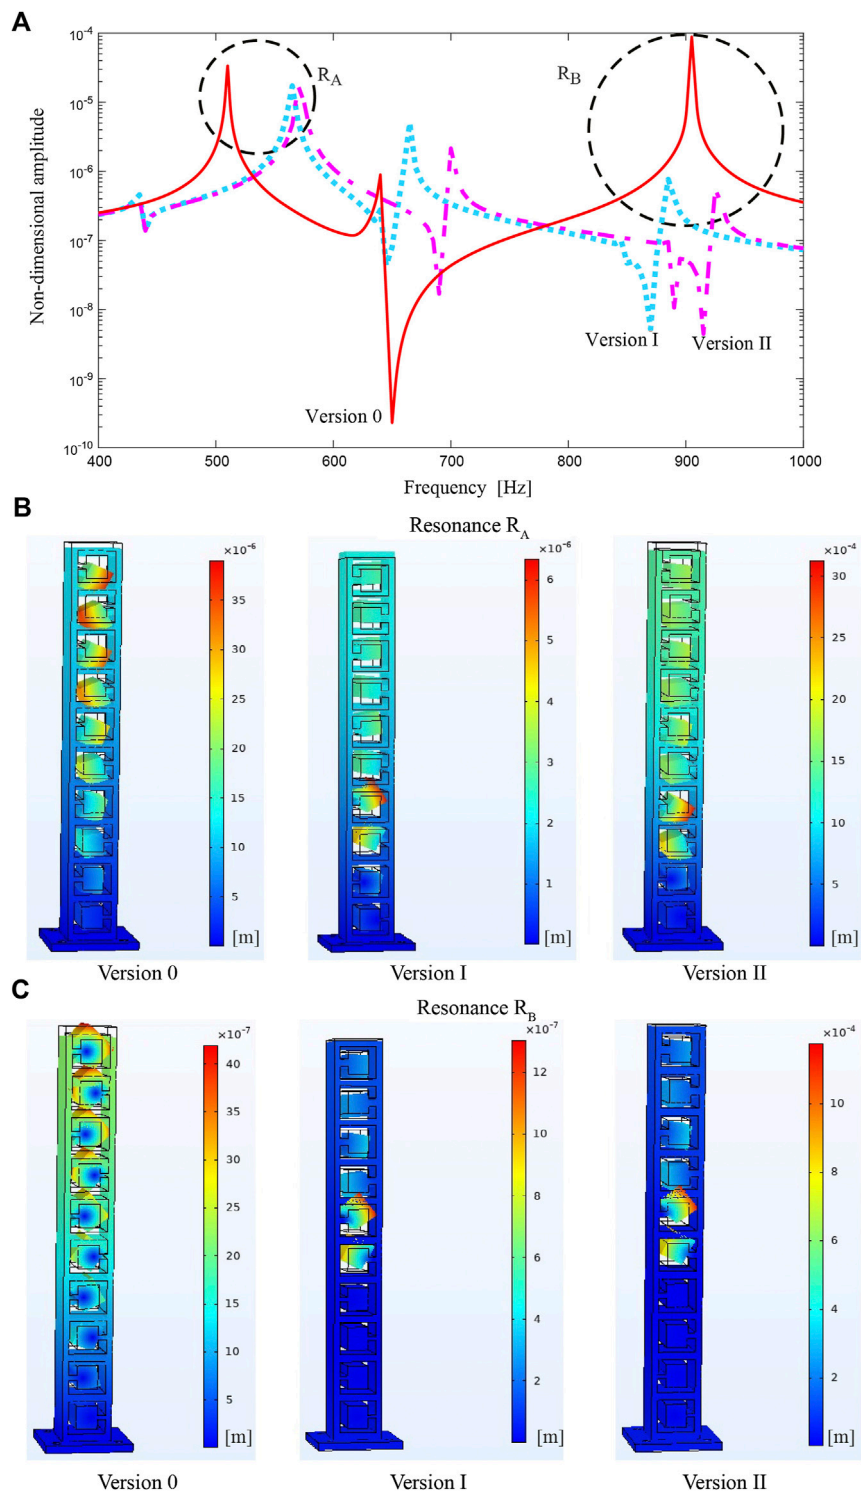 A
10⁻⁴
10⁻⁵
10⁻⁶
10⁻⁷
10⁻⁸
10⁻⁹
10⁻¹⁰
Non-dimensional amplitude
R_A
R_B
Version I
Version II
Version 0
400 500 600 700 800 900 1000
Frequency [Hz]
B
Resonance R_A
×10⁻⁶
35
30
25
20
15
10
5
[m]
Version 0
×10⁻⁶
6
5
4
3
2
1
[m]
Version I
×10⁻⁴
30
25
20
15
10
5
[m]
Version II
C
Resonance R_B
×10⁻⁷
40
35
30
25
20
15
10
5
[m]
Version 0
×10⁻⁷
12
10
8
6
4
2
[m]
Version I
×10⁻⁴
10
8
6
4
2
[m]
Version II